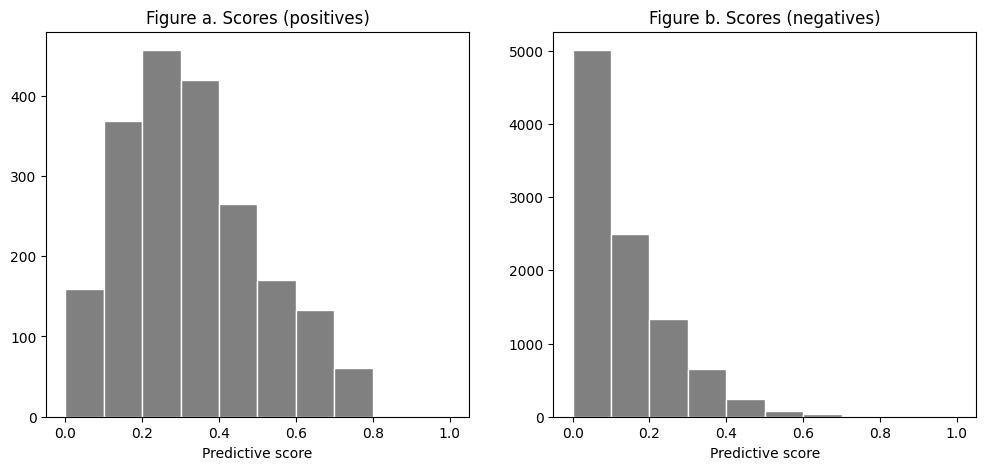 Figure a. Scores (positives)
400
300
200
100
0
0.0 0.2 0.4 0.6 0.8 1.0
Predictive score
Figure b. Scores (negatives)
5000
4000
3000
2000
1000
0
0.0 0.2 0.4 0.6 0.8 1.0
Predictive score